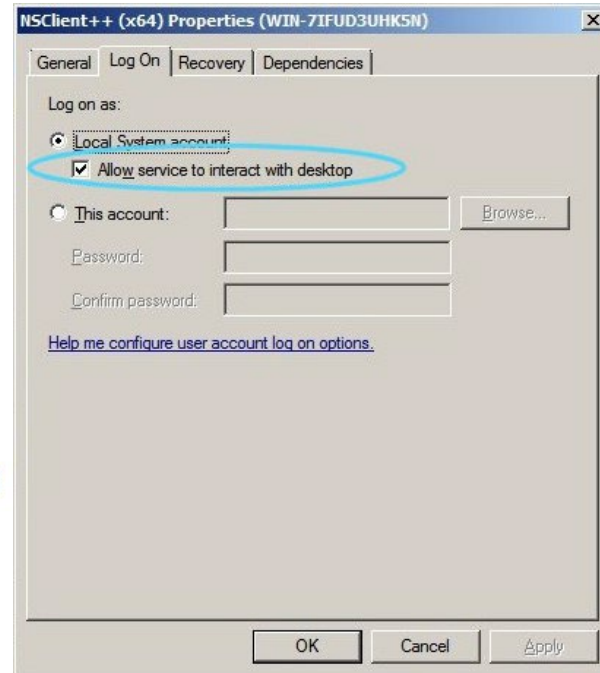 NSClient++ (x64) Properties (WIN-7IFUD3UHK5N)
General Log On Recovery Dependencies
Log on as:
Local System account
Allow service to interact with desktop
This account: Browse...
Password:
Confirm password:
Help me configure user account log on options.
OK Cancel Apply